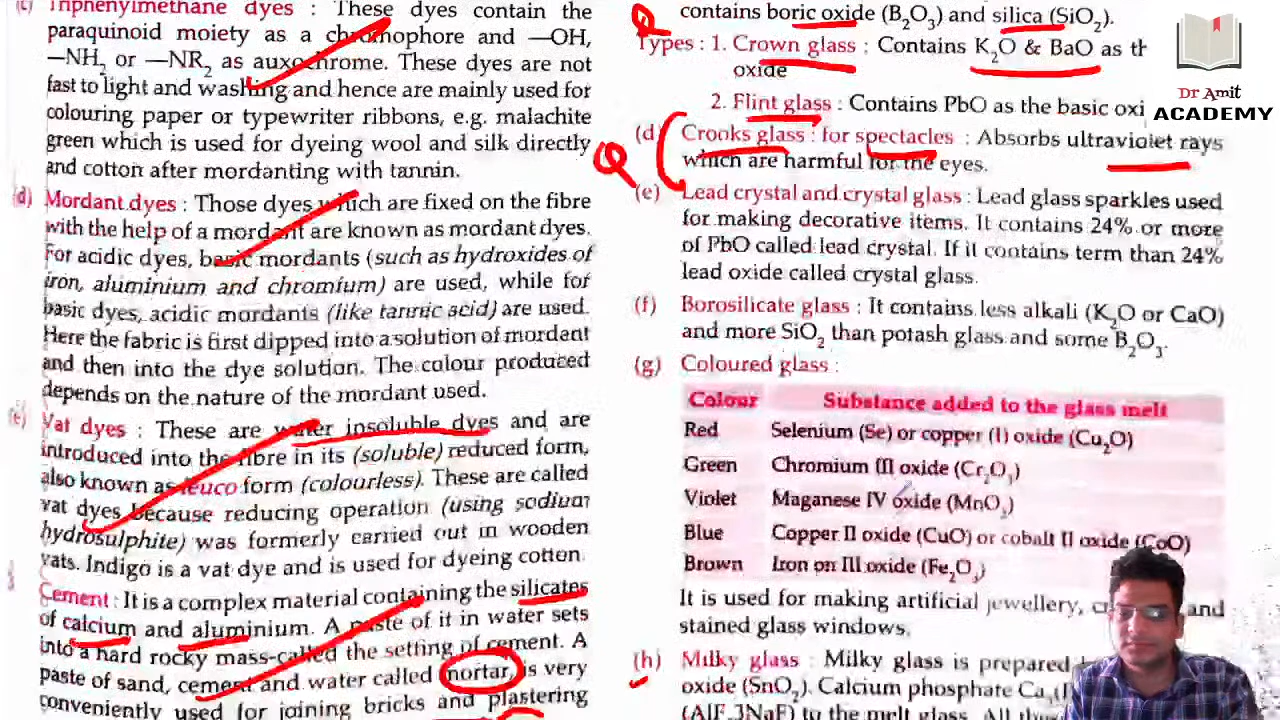 (c) Triphenylmethane dyes : These dyes contain the
paraquinoid moiety as a chromophore and —OH,
—NH₂ or —NR₂ as auxochrome. These dyes are not
fast to light and washing and hence are mainly used for
colouring paper or typewriter ribbons, e.g. malachite
green which is used for dyeing wool and silk directly
and cotton after mordanting with tannin.
(d) Mordant dyes : Those dyes which are fixed on the fibre
with the help of a mordant are known as mordant dyes.
For acidic dyes, basic mordants (such as hydroxides of
iron, aluminium and chromium) are used, while for
basic dyes, acidic mordants (like tannic acid) are used.
Here the fabric is first dipped into a solution of mordant
and then into the dye solution. The colour produced
depends on the nature of the mordant used.
(e) Vat dyes : These are water insoluble dyes and are
introduced into the fibre in its (soluble) reduced form,
also known as leuco form (colourless). These are called
vat dyes because reducing operation (using sodium
hydrosulphite) was formerly carried out in wooden
vats. Indigo is a vat dye and is used for dyeing cotton.
Cement : It is a complex material containing the silicates
of calcium and aluminium. A paste of it in water sets
into a hard rocky mass-called the setting of cement. A
paste of sand, cement and water called mortar, is very
conveniently used for joining bricks and plastering
contains boric oxide (B₂O₃) and silica (SiO₂).
Types : 1. Crown glass : Contains K₂O & BaO as th
oxide
2. Flint glass : Contains PbO as the basic oxi
(d) Crooks glass : for spectacles : Absorbs ultraviolet rays
which are harmful for the eyes.
(e) Lead crystal and crystal glass : Lead glass sparkles used
for making decorative items. It contains 24% or more
of PbO called lead crystal. If it contains term than 24%
lead oxide called crystal glass.
(f) Borosilicate glass : It contains less alkali (K₂O or CaO)
and more SiO₂ than potash glass and some B₂O₃.
(g) Coloured glass :
Colour Substance added to the glass melt
Red Selenium (Se) or copper (I) oxide (Cu₂O)
Green Chromium III oxide (Cr₂O₃)
Violet Maganese IV oxide (MnO₂)
Blue Copper II oxide (CuO) or cobalt II oxide (CoO)
Brown Iron on III oxide (Fe₂O₃)
It is used for making artificial jewellery, and
stained glass windows.
(h) Milky glass : Milky glass is prepared
oxide (SnO₂). Calcium phosphate
(AlF₃3NaF) to the melt glass.
Dr Amit
ACADEMY